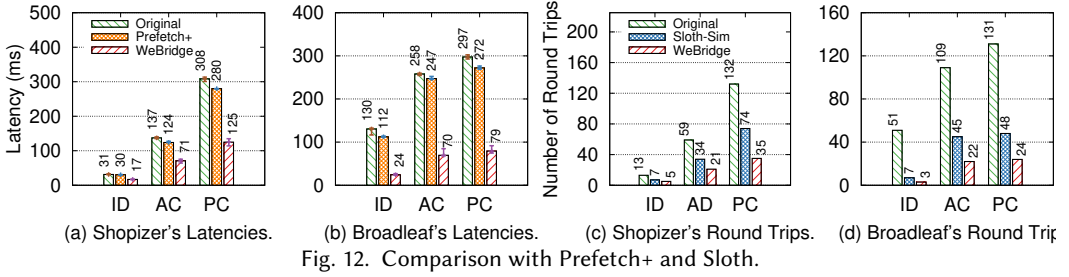 Latency (ms)
500
400
300
200
100
0
Original
Prefetch+
WeBridge
31
30
17
137
124
71
308
280
125
ID AC PC
(a) Shopizer's Latencies.
400
300
200
100
0
Original
Prefetch+
WeBridge
130
112
24
258
247
70
297
272
79
ID AC PC
(b) Broadleaf's Latencies.
Number of Round Trips
200
160
120
80
40
0
Original
Sloth-Sim
WeBridge
13
7
5
59
34
21
132
74
35
ID AD PC
(c) Shopizer's Round Trips.
160
120
80
40
0
51
7
3
109
45
22
131
48
24
ID AC PC
(d) Broadleaf's Round Trip
Fig. 12. Comparison with Prefetch+ and Sloth.